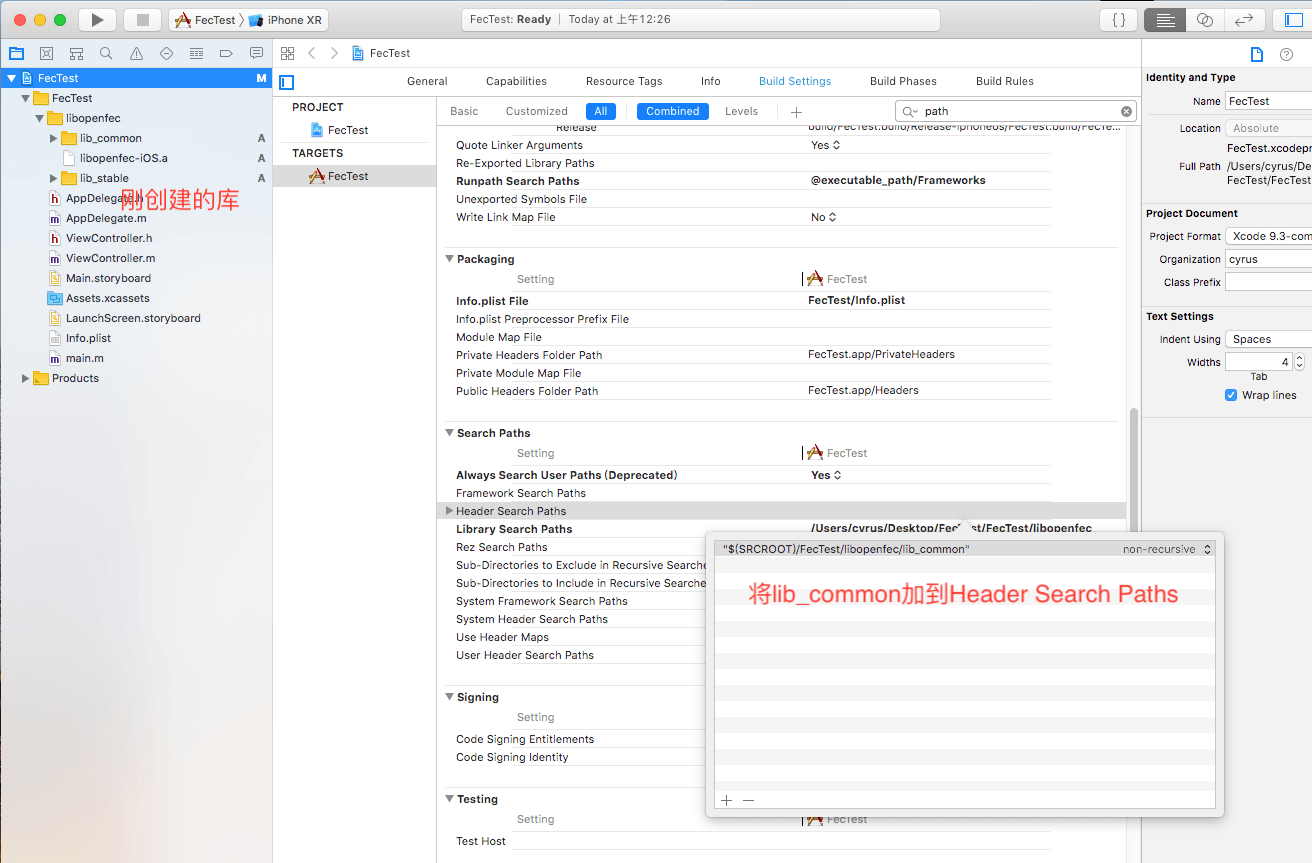 FecTest
iPhone XR
FecTest: Ready
Today at 上午12:26
{ }
FecTest M
FecTest
libopenfec
lib_common A
libopenfec-iOS.a A
lib_stable A
刚创建的库
AppDelegate.h
AppDelegate.m
ViewController.h
ViewController.m
Main.storyboard
Assets.xcassets
LaunchScreen.storyboard
Info.plist
main.m
Products
FecTest
General Capabilities Resource Tags Info Build Settings Build Phases Build Rules
PROJECT
FecTest
TARGETS
FecTest
Basic Customized All Combined Levels + path
Release build/FecTest.build/Release-iphoneos/FecTest.build/FecTe...
Quote Linker Arguments Yes
Re-Exported Library Paths
Runpath Search Paths @executable_path/Frameworks
Unexported Symbols File
Write Link Map File No
Packaging
Setting FecTest
Info.plist File FecTest/Info.plist
Info.plist Preprocessor Prefix File
Module Map File
Private Headers Folder Path FecTest.app/PrivateHeaders
Private Module Map File
Public Headers Folder Path FecTest.app/Headers
Search Paths
Setting FecTest
Always Search User Paths (Deprecated) Yes
Framework Search Paths
Header Search Paths
Library Search Paths /Users/cyrus/Desktop/FecTest/FecTest/libopenfec
Rez Search Paths
Sub-Directories to Exclude in Recursive Searche
Sub-Directories to Include in Recursive Searche
System Framework Search Paths
System Header Search Paths
Use Header Maps
User Header Search Paths
Signing
Setting
Code Signing Entitlements
Code Signing Identity
Testing
Setting FecTest
Test Host
"$(SRCROOT)/FecTest/libopenfec/lib_common" non-recursive
将lib_common加到Header Search Paths
Identity and Type
Name FecTest
Location Absolute
FecTest.xcodepr
Full Path /Users/cyrus/De
FecTest/FecTest
Project Document
Project Format Xcode 9.3-com
Organization cyrus
Class Prefix
Text Settings
Indent Using Spaces
Widths 4
Tab
Wrap lines